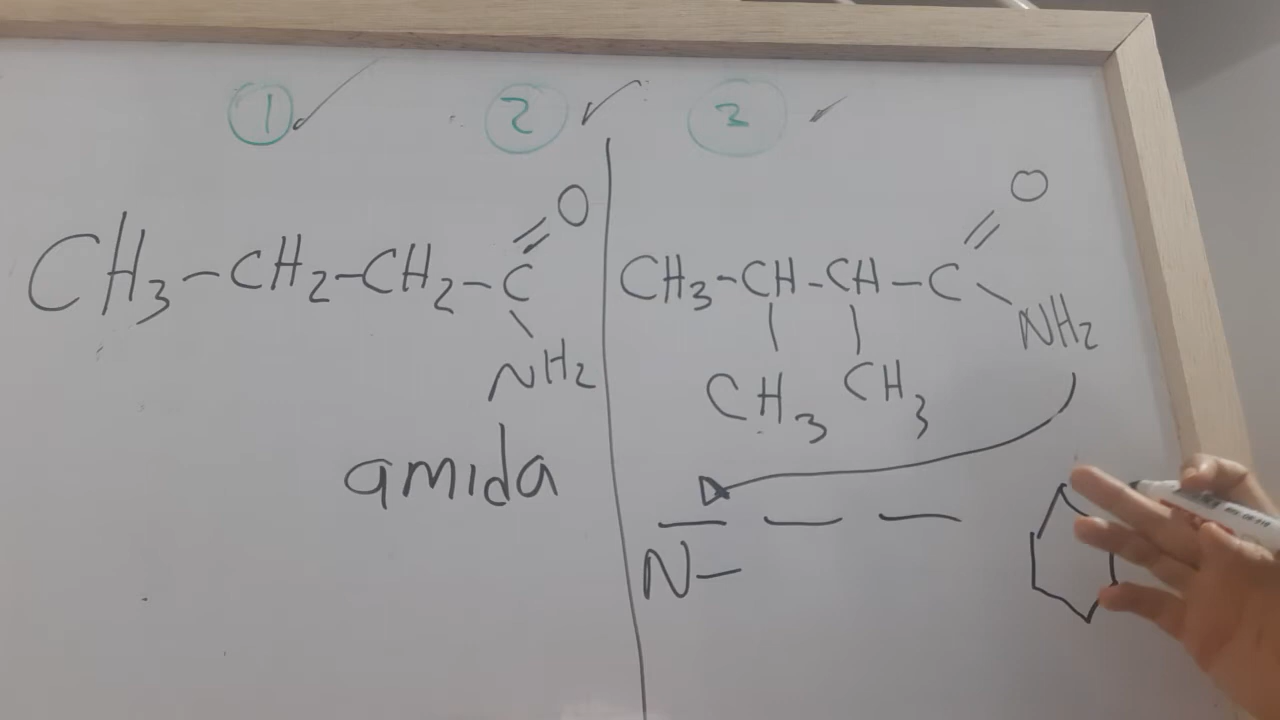 1 2 3
O
CH3-CH2-CH2-C
NH2
amida
O
CH3-CH-CH-C
NH2
CH3 CH3
N-